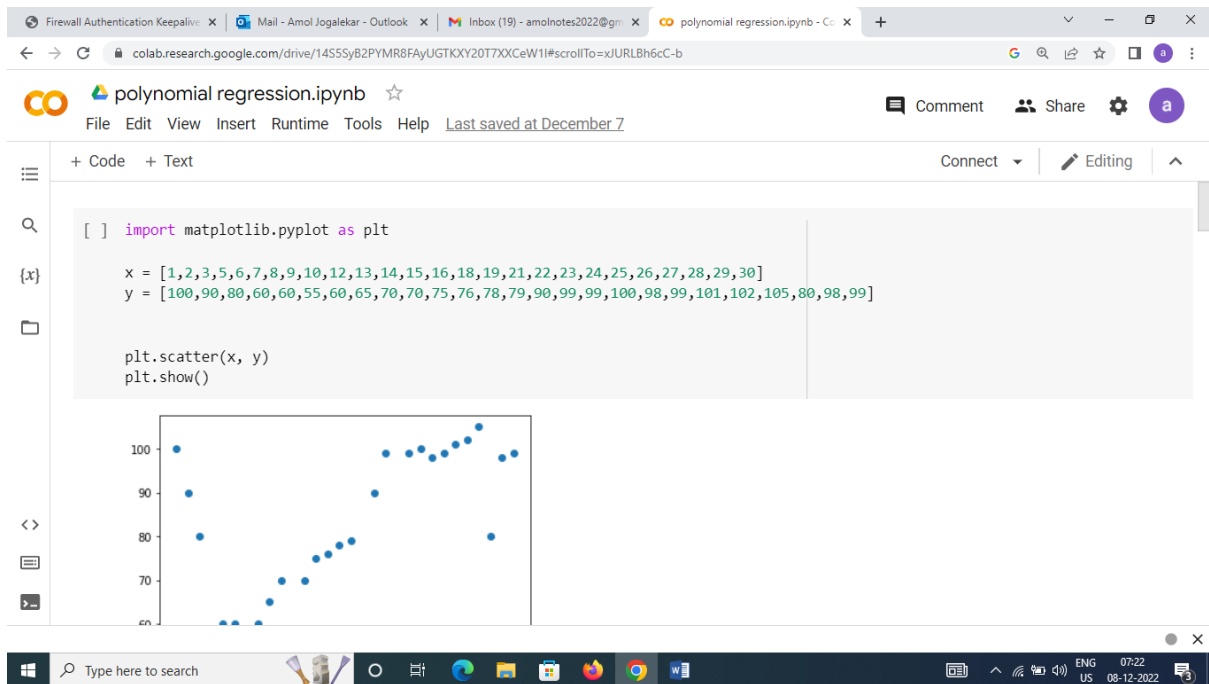 Firewall Authentication Keepalive
Mail - Amol Jogalekar - Outlook
Inbox (19) - amolnotes2022@gm
polynomial regression.ipynb - Co
colab.research.google.com/drive/14S5SyB2PYMR8FAyUGTKXY20T7XXCeW1I#scrollTo=xJURLBh6cC-b
polynomial regression.ipynb
Comment
Share
a
File Edit View Insert Runtime Tools Help Last saved at December 7
+ Code + Text
Connect
Editing
[ ] import matplotlib.pyplot as plt
{x}
x = [1,2,3,5,6,7,8,9,10,12,13,14,15,16,18,19,21,22,23,24,25,26,27,28,29,30]
y = [100,90,80,60,60,55,60,65,70,70,75,76,78,79,90,99,99,100,98,99,101,102,105,80,98,99]
plt.scatter(x, y)
plt.show()
100
90
80
70
60
Type here to search
ENG
US
07:22
08-12-2022
3